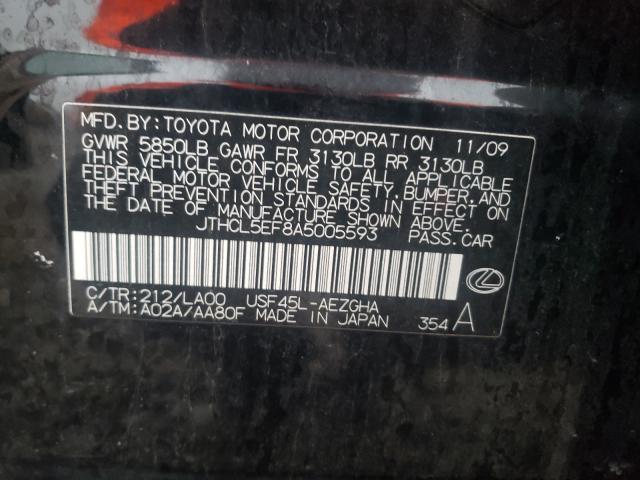 MFD. BY: TOYOTA MOTOR CORPORATION 11/09
GVWR 5850LB GAWR FR 3130LB RR 3130LB
THIS VEHICLE CONFORMS TO ALL APPLICABLE
FEDERAL MOTOR VEHICLE SAFETY, BUMPER, AND
THEFT PREVENTION STANDARDS IN EFFECT ON
THE DATE OF MANUFACTURE SHOWN ABOVE.
JTHCL5EF8A5005593 PASS. CAR
C/TR: 212/LA00 USF45L-AEZGHA
A/TM: A02A/AA80F MADE IN JAPAN 354 A